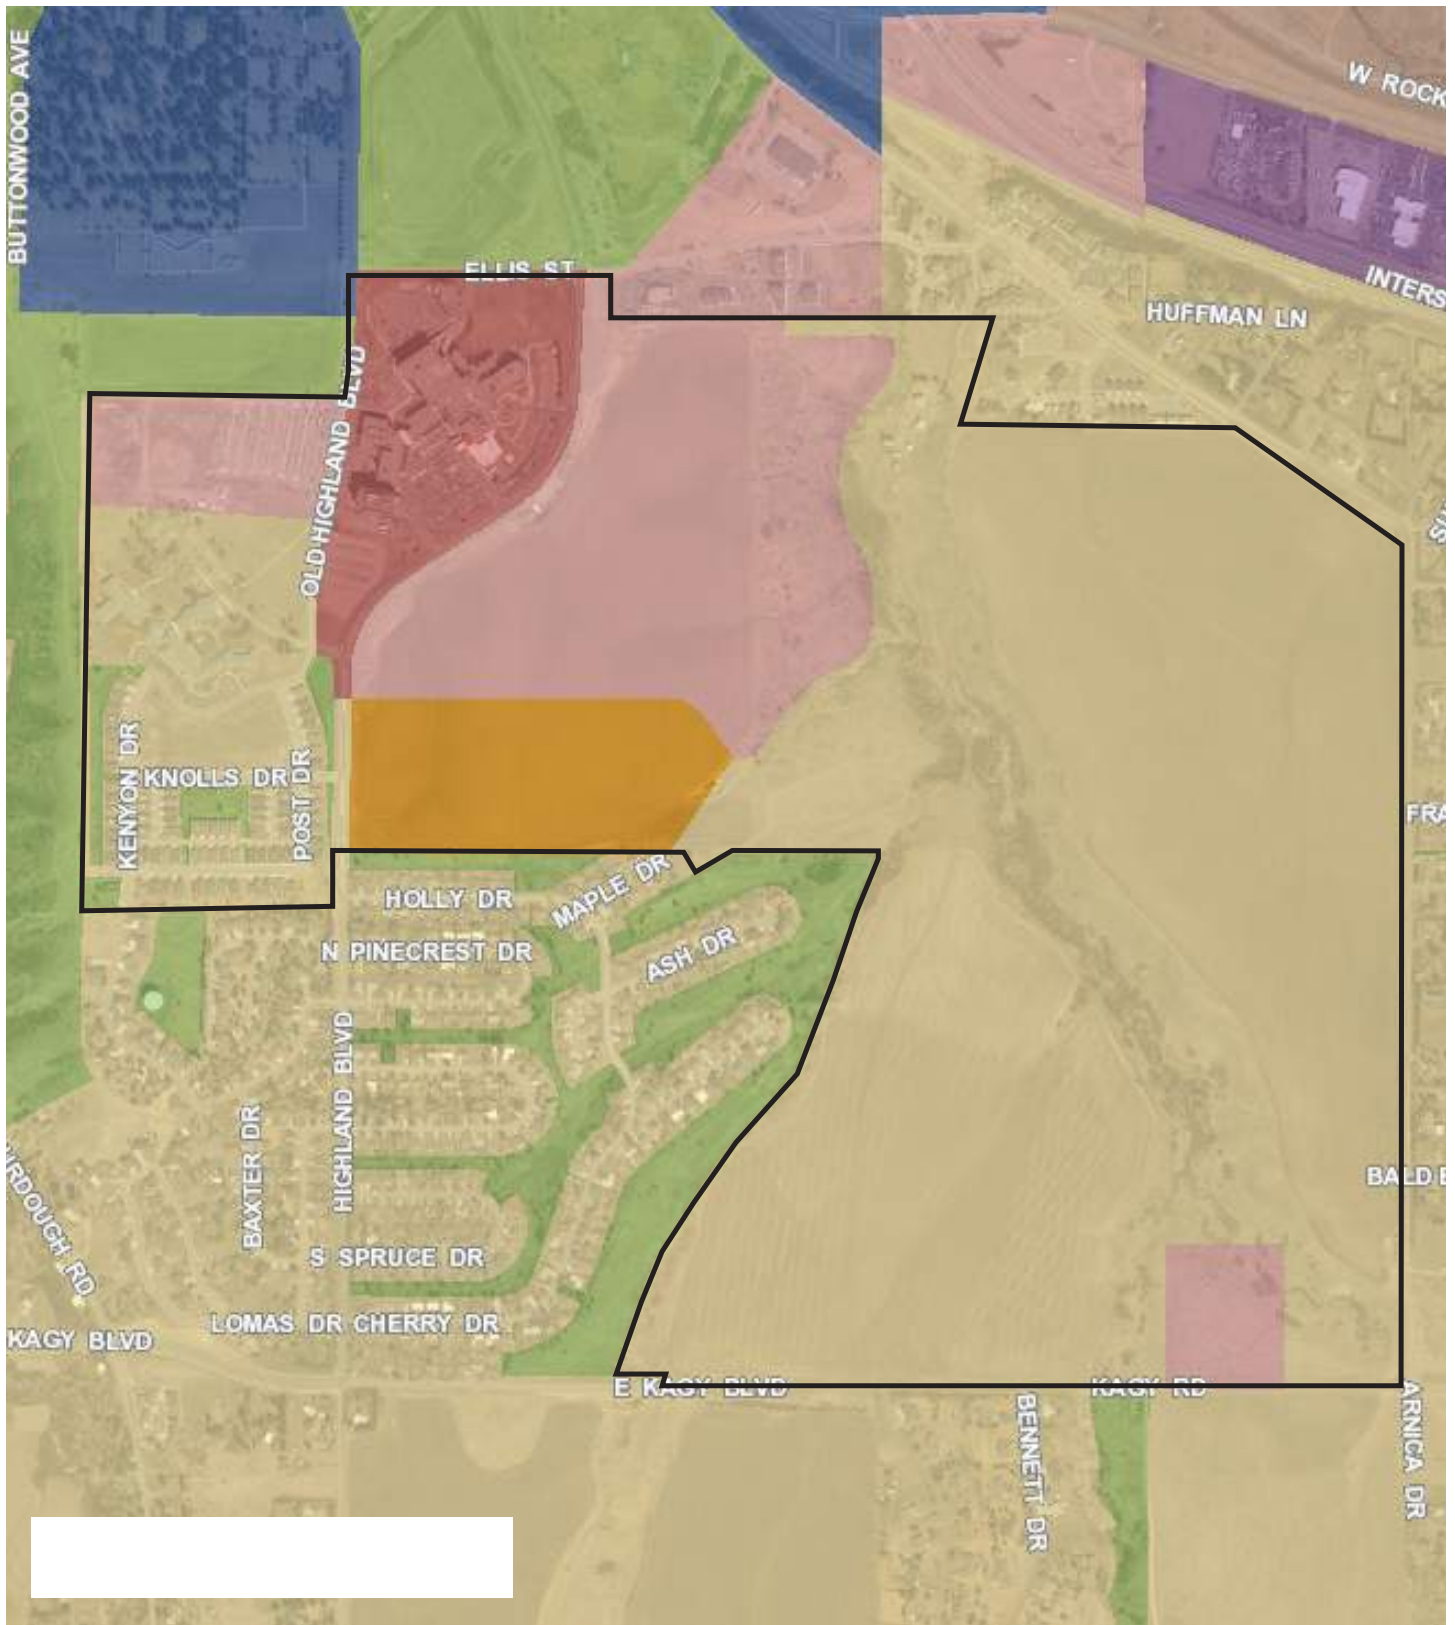 BUTTONWOOD AVE
W ROCK
INTERS
ELLIS ST
HUFFMAN LN
OLD HIGHLAND BLVD
KENYON DR
KNOLLS DR
POST DR
FRA
MAPLE DR
HOLLY DR
N PINECREST DR
ASH DR
HIGHLAND BLVD
BAXTER DR
BALD E
URDOUGH RD
S SPRUCE DR
LOMAS DR
CHERRY DR
KAGY BLVD
E KAGY BLVD
KAGY RD
BENNETT DR
ARNICA DR